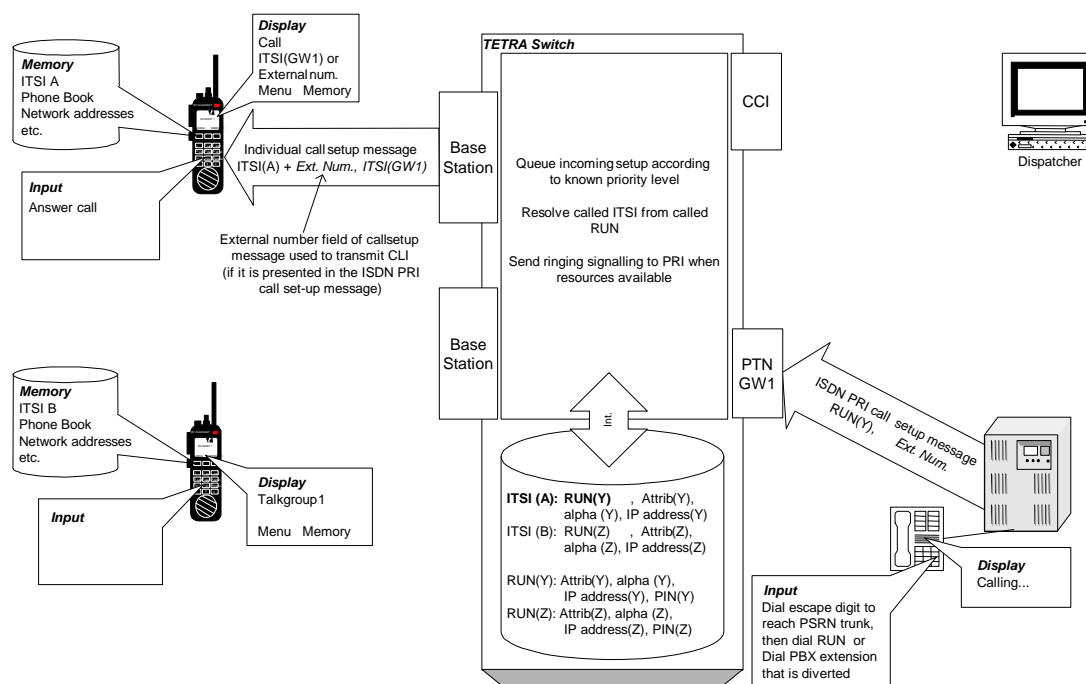 Memory
ITSI A
Phone Book
Network addresses
etc.
Display
Call
ITSI(GW1) or
External num.
Menu Memory
Input
Answer call
Individual call setup message
ITSI(A) + Ext. Num., ITSI(GW1)
External number field of callsetup
message used to transmit CLI
(if it is presented in the ISDN PRI
call set-up message)
TETRA Switch
Base
Station
Base
Station
Queue incoming setup according
to known priority level
Resolve called ITSI from called
RUN
Send ringing signalling to PRI when
resources available
CCI
Dispatcher
PTN
GW1
ISDN PRI call setup message
RUN(Y), Ext. Num.
Int.
ITSI (A): RUN(Y) , Attrib(Y),
alpha (Y), IP address(Y)
ITSI (B): RUN(Z) , Attrib(Z),
alpha (Z), IP address(Z)
RUN(Y): Attrib(Y), alpha (Y),
IP address(Y), PIN(Y)
RUN(Z): Attrib(Z), alpha (Z),
IP address(Z), PIN(Z)
Memory
ITSI B
Phone Book
Network addresses
etc.
Input
Display
Talkgroup1
Menu Memory
Display
Calling...
Input
Dial escape digit to
reach PSRN trunk,
then dial RUN or
Dial PBX extension
that is diverted